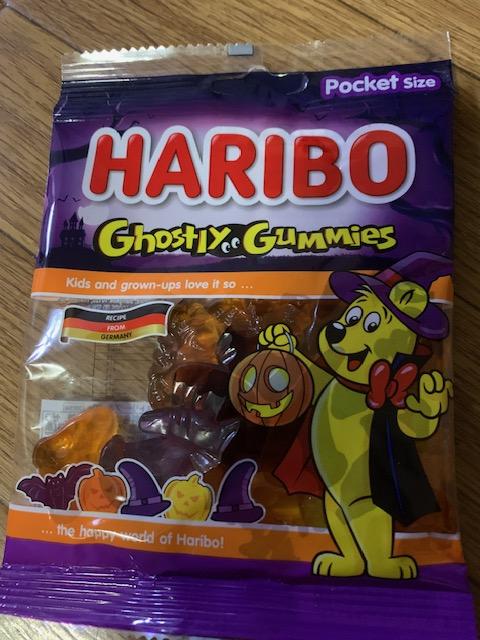 Pocket Size
HARIBO
Ghostly Gummies
Kids and grown-ups love it so ...
RECIPE
FROM
GERMANY
... the happy world of Haribo!